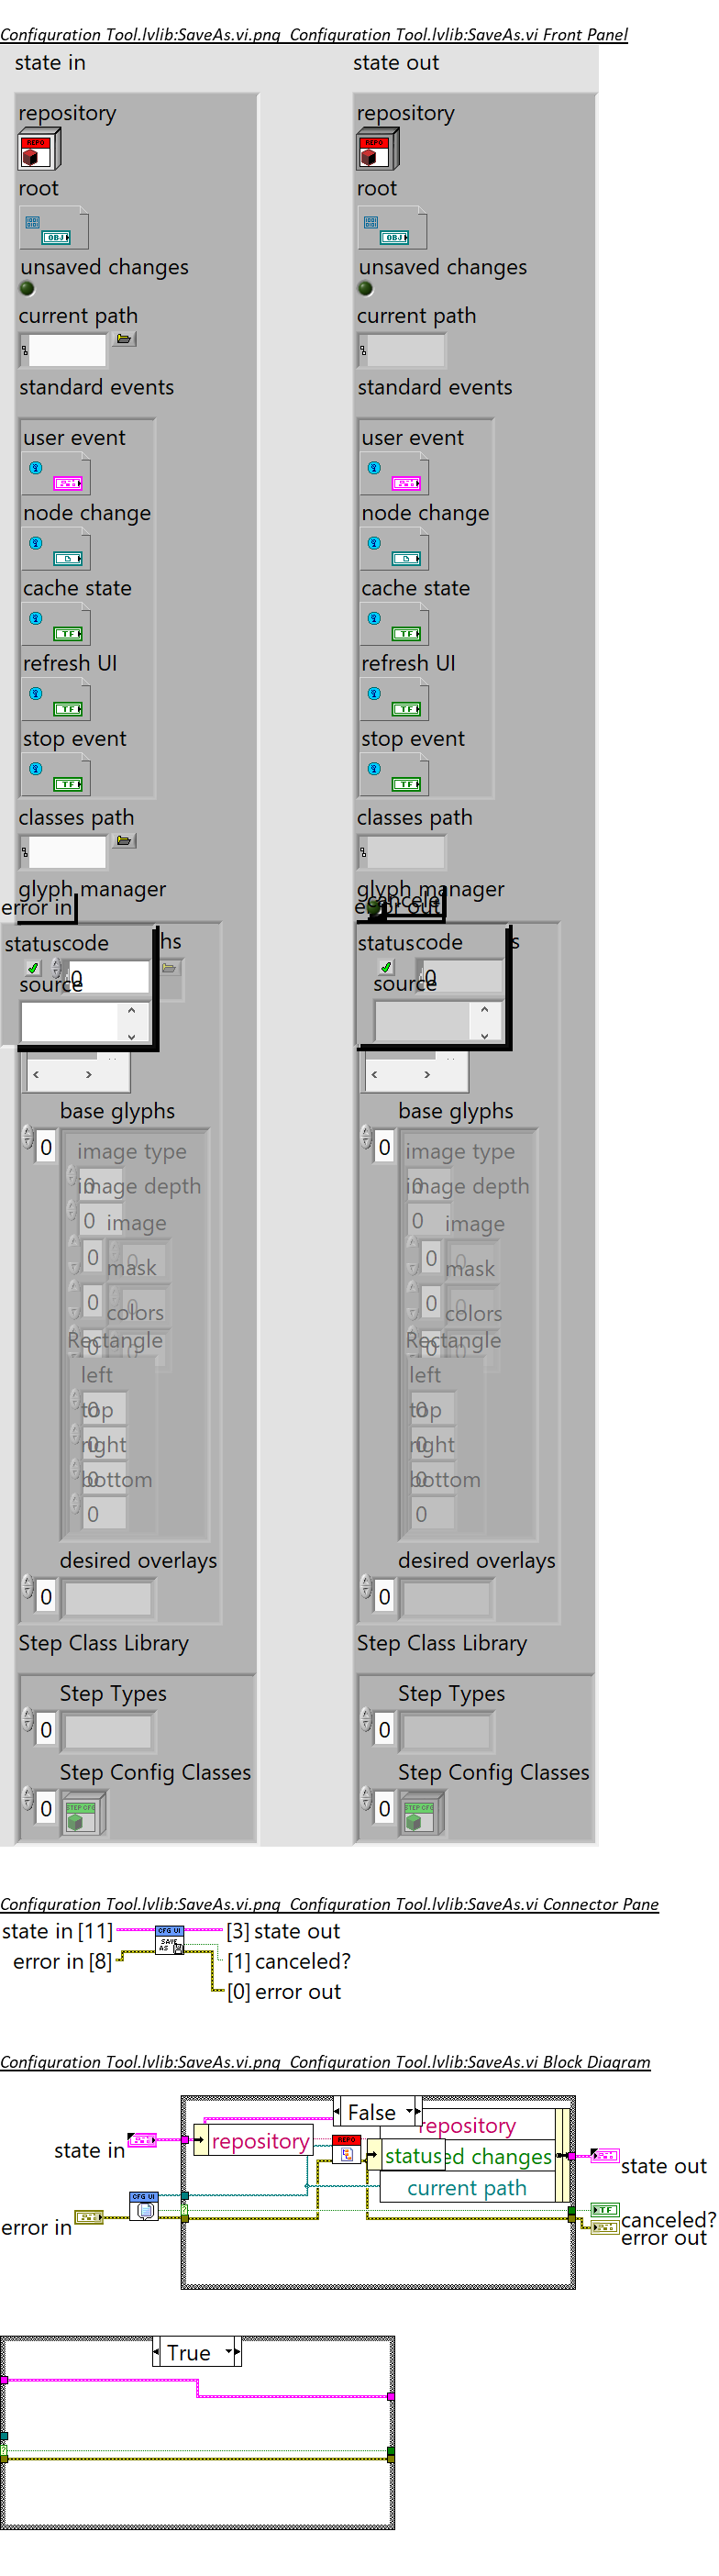 Configuration Tool.lvlib:SaveAs.vi.png Configuration Tool.lvlib:SaveAs.vi Front Panel
state in
state out
repository
repository
REPO
REPO
root
root
OBJ
OBJ
unsaved changes
unsaved changes
current path
current path
standard events
standard events
user event
user event
node change
node change
cache state
cache state
TF
TF
refresh UI
refresh UI
TF
TF
stop event
stop event
TF
TF
classes path
classes path
glyph manager
glyph manager
error in
error out
status code
status code
0
0
source
source
base glyphs
base glyphs
0
0
image type
image type
image depth
image depth
0 image
0 image
0
0
mask
mask
0
0
colors
colors
Rectangle
Rectangle
left
left
top
top
right
right
bottom
bottom
0
0
desired overlays
desired overlays
0
0
Step Class Library
Step Class Library
Step Types
Step Types
0
0
Step Config Classes
Step Config Classes
0
0
STEP CFG
STEP CFG
Configuration Tool.lvlib:SaveAs.vi.png Configuration Tool.lvlib:SaveAs.vi Connector Pane
state in [11]
CFG UI
SAVE
AS
[3] state out
error in [8]
[1] canceled?
[0] error out
Configuration Tool.lvlib:SaveAs.vi.png Configuration Tool.lvlib:SaveAs.vi Block Diagram
False
repository
repository
REPO
state in
status
d changes
state out
current path
CFG UI
error in
TF
canceled?
error out
True